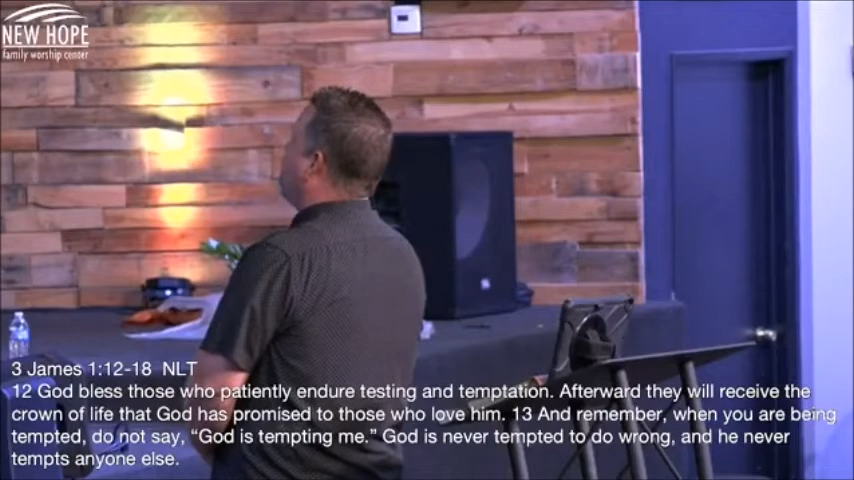 NEW HOPE
family worship center
3 James 1:12-18 NLT
12 God bless those who patiently endure testing and temptation. Afterward they will receive the
crown of life that God has promised to those who love him. 13 And remember, when you are being
tempted, do not say, “God is tempting me.” God is never tempted to do wrong, and he never
tempts anyone else.